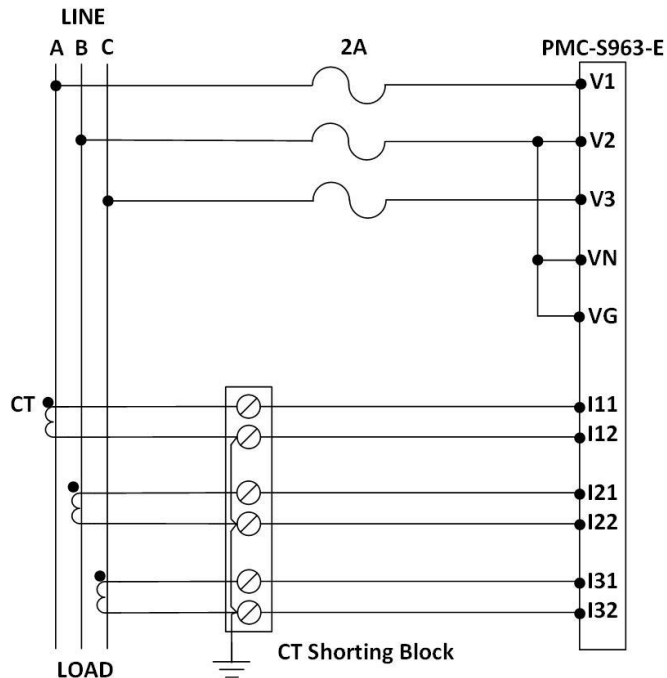 LINE
A B C
2A
PMC-S963-E
V1
V2
V3
VN
VG
CT
I11
I12
I21
I22
I31
I32
CT Shorting Block
LOAD